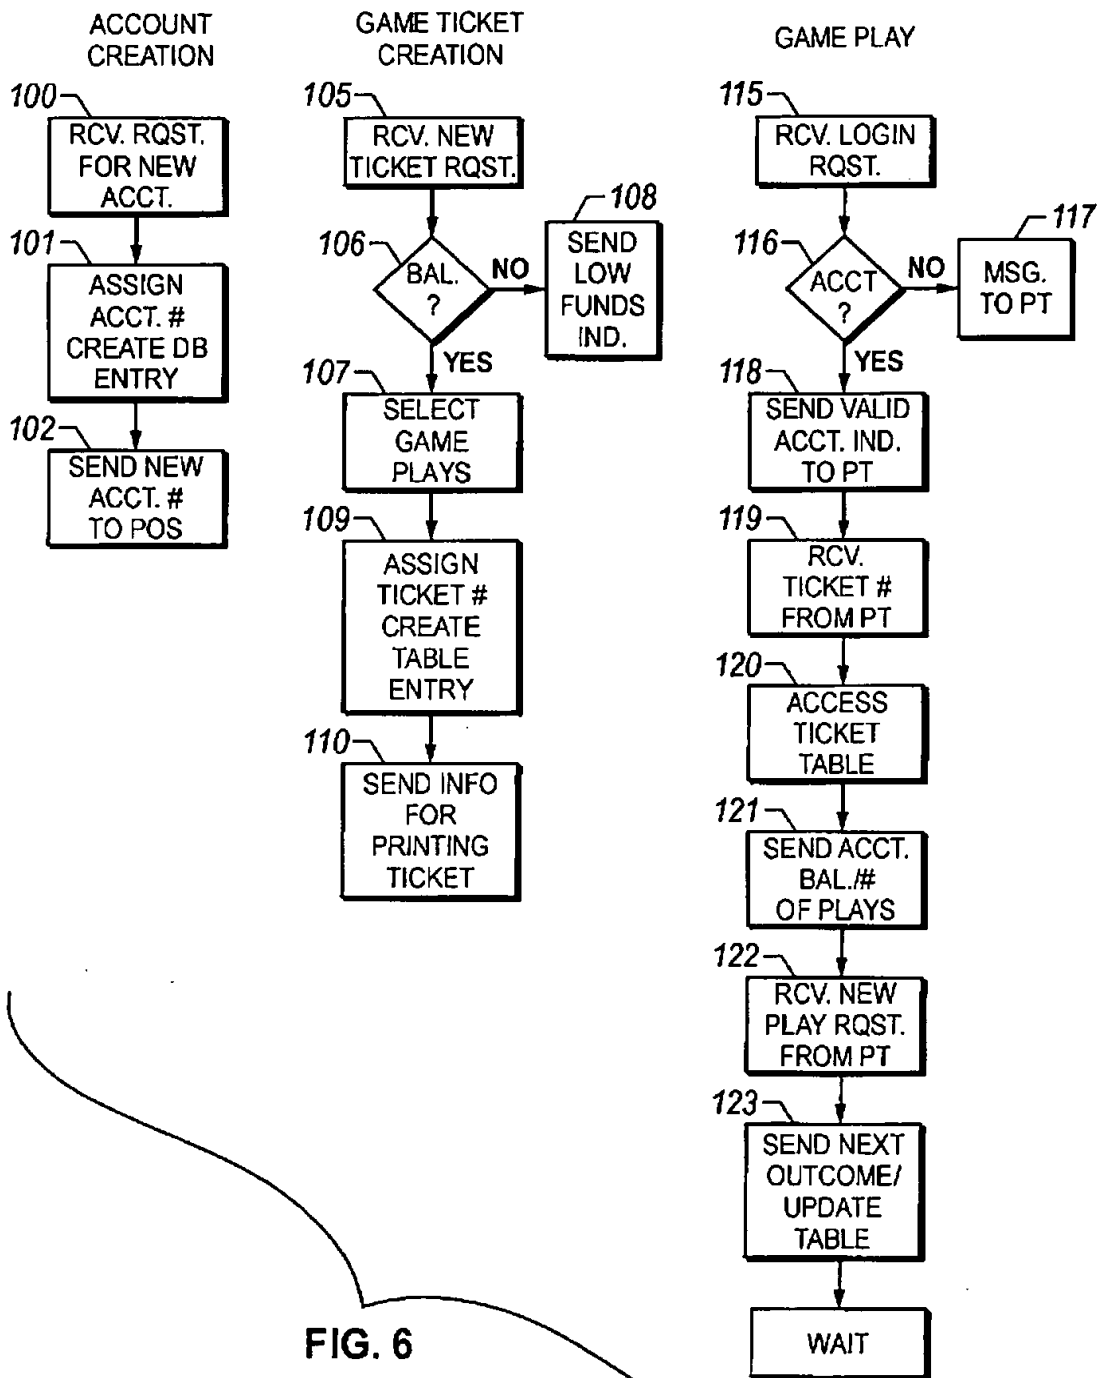 ACCOUNT
CREATION
100
RCV. RQST.
FOR NEW
ACCT.
101
ASSIGN
ACCT. #
CREATE DB
ENTRY
102
SEND NEW
ACCT. #
TO POS
GAME TICKET
CREATION
105
RCV. NEW
TICKET RQST.
106
BAL.
?
NO
108
SEND
LOW
FUNDS
IND.
YES
107
SELECT
GAME
PLAYS
109
ASSIGN
TICKET #
CREATE
TABLE
ENTRY
110
SEND INFO
FOR
PRINTING
TICKET
GAME PLAY
115
RCV. LOGIN
RQST.
116
ACCT
?
NO
117
MSG.
TO PT
YES
118
SEND VALID
ACCT. IND.
TO PT
119
RCV.
TICKET #
FROM PT
120
ACCESS
TICKET
TABLE
121
SEND ACCT.
BAL./#
OF PLAYS
122
RCV. NEW
PLAY RQST.
FROM PT
123
SEND NEXT
OUTCOME/
UPDATE
TABLE
WAIT
FIG. 6